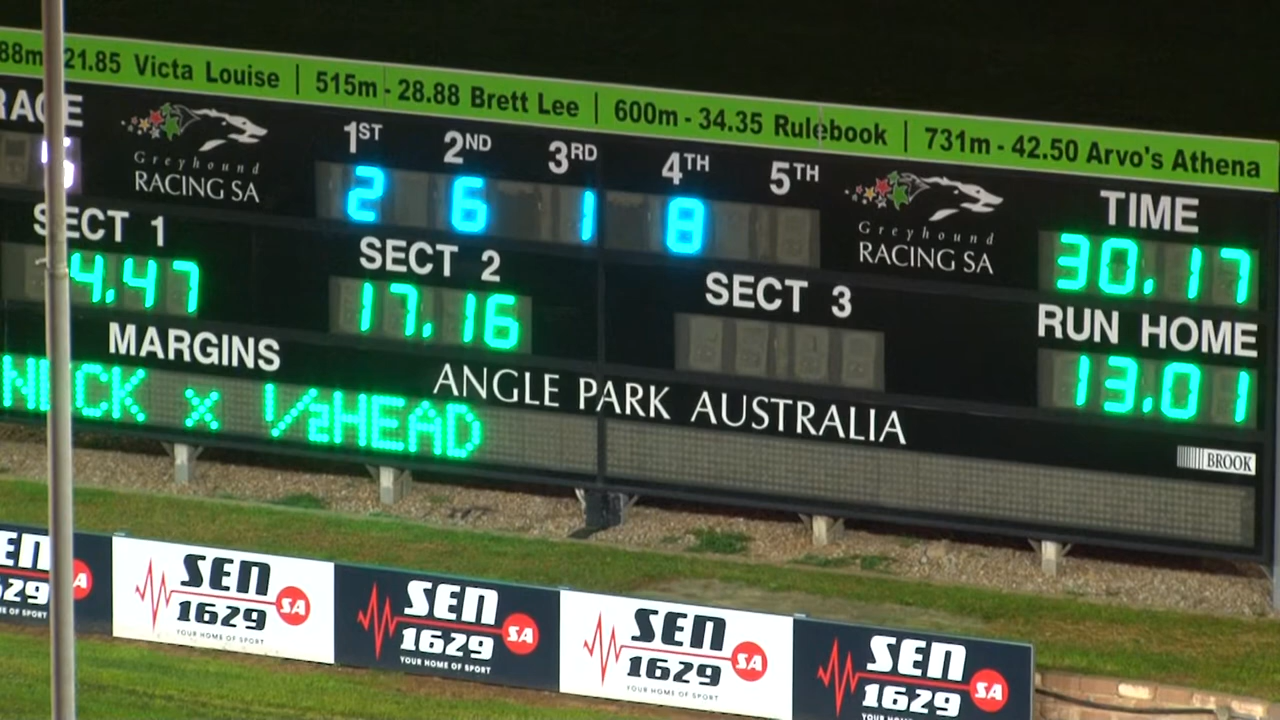 88m 21.85 Victa Louise | 515m - 28.88 Brett Lee | 600m - 34.35 Rulebook | 731m - 42.50 Arvo's Athena
RACE
Greyhound
RACING SA
1ST 2ND 3RD 4TH 5TH
2 6 1 8
Greyhound
RACING SA
TIME
30.17
SECT 1
4.47
SECT 2
17.16
SECT 3
RUN HOME
13.01
MARGINS
NECK x 1/2HEAD
ANGLE PARK AUSTRALIA
BROOK
SEN
1629
SA
YOUR HOME OF SPORT
SEN
1629
SA
YOUR HOME OF SPORT
SEN
1629
SA
YOUR HOME OF SPORT
SEN
1629
SA